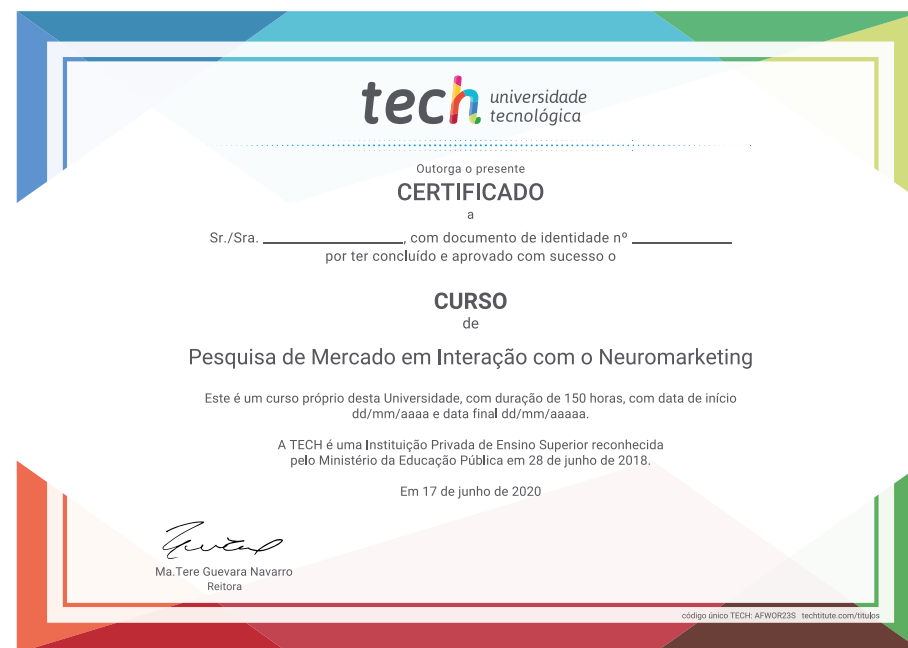 tech universidade
tecnológica
Outorga o presente
CERTIFICADO
a
Sr./Sra. ____________________, com documento de identidade nº ______________
por ter concluído e aprovado com sucesso o
CURSO
de
Pesquisa de Mercado em Interação com o Neuromarketing
Este é um curso próprio desta Universidade, com duração de 150 horas, com data de início
dd/mm/aaaa e data final dd/mm/aaaaa.
A TECH é uma Instituição Privada de Ensino Superior reconhecida
pelo Ministério da Educação Pública em 28 de junho de 2018.
Em 17 de junho de 2020
Ma.Tere Guevara Navarro
Reitora
código único TECH: AFWOR23S techtitute.com/titulos